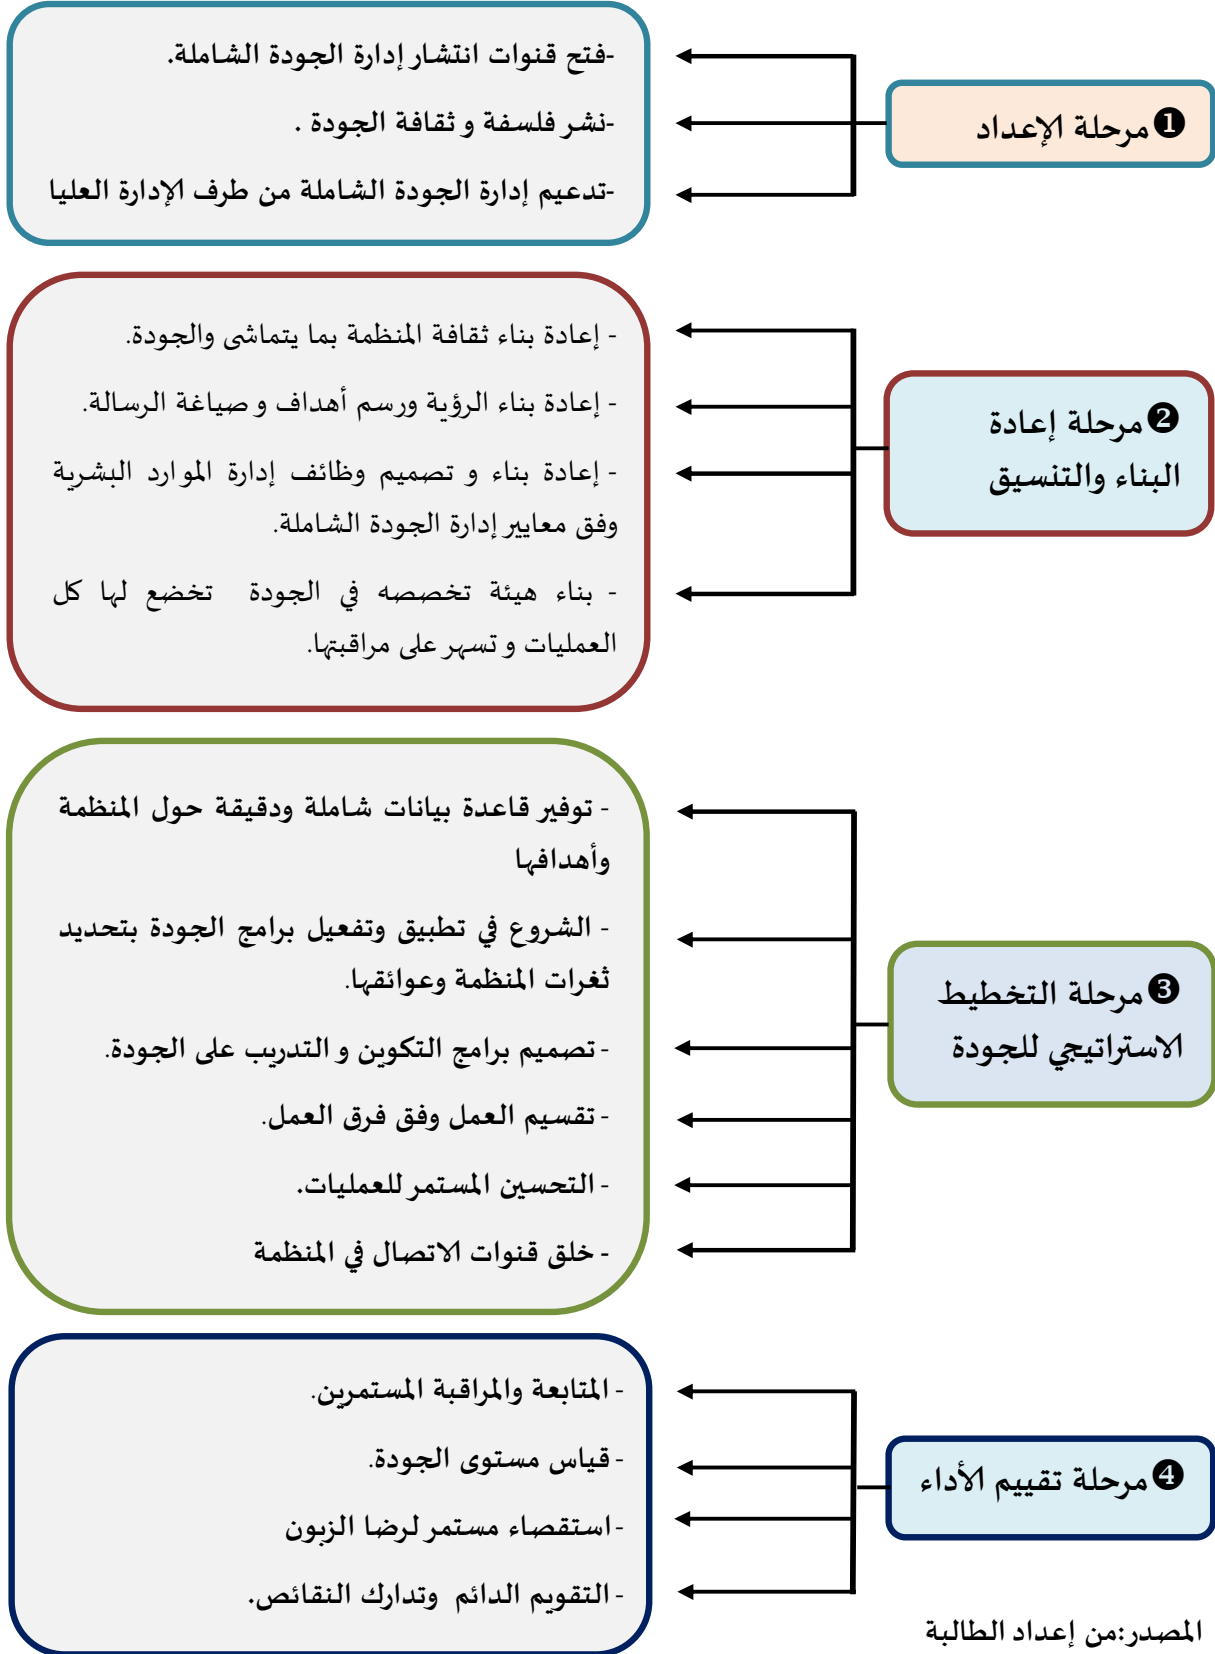 ❶مرحلة الإعداد
-فتح قنوات انتشار إدارة الجودة الشاملة.
-نشر فلسفة و ثقافة الجودة .
-تدعيم إدارة الجودة الشاملة من طرف الإدارة العليا
❷مرحلة إعادة
البناء والتنسيق
- إعادة بناء ثقافة المنظمة بما يتماشى والجودة.
- إعادة بناء الرؤية ورسم أهداف و صياغة الرسالة.
- إعادة بناء و تصميم وظائف إدارة الموارد البشرية
وفق معايير إدارة الجودة الشاملة.
- بناء هيئة تخصصه في الجودة تخضع لها كل
العمليات و تسهر على مراقبتها.
❸مرحلة التخطيط
الاستراتيجي للجودة
- توفير قاعدة بيانات شاملة ودقيقة حول المنظمة
وأهدافها
- الشروع في تطبيق وتفعيل برامج الجودة بتحديد
ثغرات المنظمة وعوائقها.
- تصميم برامج التكوين و التدريب على الجودة.
- تقسيم العمل وفق فرق العمل.
- التحسين المستمر للعمليات.
- خلق قنوات الاتصال في المنظمة
❹مرحلة تقييم الأداء
- المتابعة والمراقبة المستمرين.
- قياس مستوى الجودة.
-استقصاء مستمر لرضا الزبون
- التقويم الدائم وتدارك النقائص.
المصدر:من إعداد الطالبة